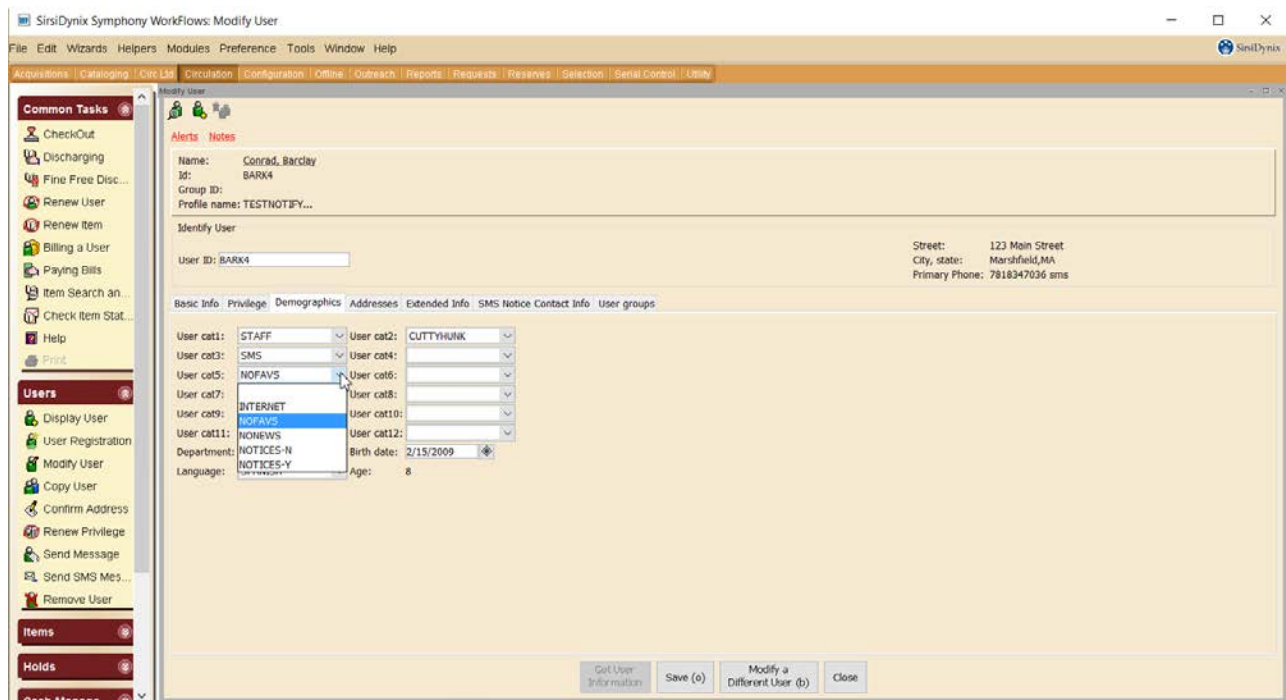 SirsiDynix Symphony WorkFlows: Modify User
File Edit Wizards Helpers Modules Preference Tools Window Help
SirsiDynix
Acquisitions Cataloging Circ Ltd Circulation Configuration Offline Outreach Reports Requests Reserves Selection Serial Control Utility
Modify User
Common Tasks
CheckOut
Discharging
Fine Free Disc...
Renew User
Renew Item
Billing a User
Paying Bills
Item Search an...
Check Item Stat...
Help
Print
Users
Display User
User Registration
Modify User
Copy User
Confirm Address
Renew Privilege
Send Message
Send SMS Mes...
Remove User
Items
Holds
Alerts Notes
Name: Conrad, Barclay
Id: BARK4
Group ID:
Profile name: TESTNOTIFY...
Identify User
User ID: BARK4
Street: 123 Main Street
City, state: Marshfield,MA
Primary Phone: 7818347036 sms
Basic Info Privilege Demographics Addresses Extended Info SMS Notice Contact Info User groups
User cat1: STAFF User cat2: CUTTYHUNK
User cat3: SMS User cat4:
User cat5: NOFAVS User cat6:
User cat7: User cat8:
User cat9: INTERNET User cat10:
NOFAVS
User cat11: NONEWS User cat12:
Department: NOTICES-N Birth date: 2/15/2009
NOTICES-Y
Language: Age: 8
Get User Information
Save (o)
Modify a Different User (b)
Close